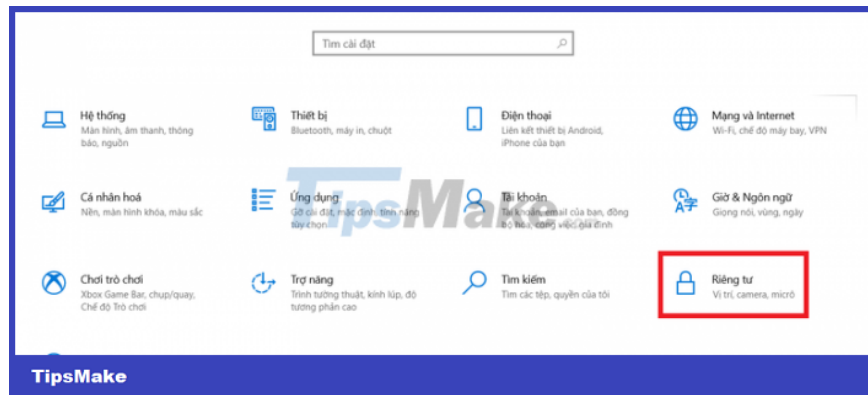 Tìm cài đặt
Hệ thống
Màn hình, âm thanh, thông
báo, nguồn
Thiết bị
Bluetooth, máy in, chuột
Điện thoại
Liên kết thiết bị Android,
iPhone của bạn
Mạng và Internet
Wi-Fi, chế độ máy bay, VPN
Cá nhân hoá
Nền, màn hình khóa, màu sắc
Ứng dụng
Gỡ cài đặt, mặc định, tính năng
tùy chọn
Tài khoản
Tài khoản, email của bạn, đồng
bộ hóa, công việc, gia đình
Giờ & Ngôn ngữ
Giọng nói, vùng, ngày
TipsMake.com
Chơi trò chơi
Xbox Game Bar, chụp/quay,
Chế độ Trò chơi
Trợ năng
Trình tường thuật, kính lúp, độ
tương phản cao
Tìm kiếm
Tìm các tệp, quyền của tôi
Riêng tư
Vị trí, camera, micrô
TipsMake